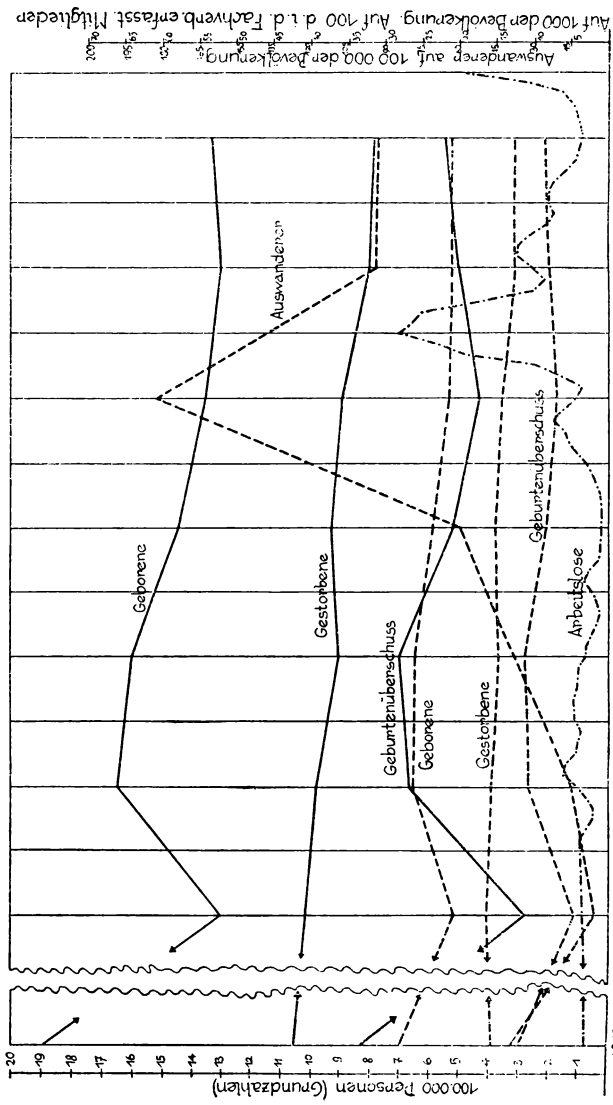 Auf 1000 der Bevölkerung. Auf 100 d. i. d. Fachverb. erfasst. Mitglieder
Auswanderer auf 100 000 der Bevölkerung
Auswanderer
Geborene
Gestorbene
Geburtenüberschuss
Geborene
Gestorbene
Geburtenüberschuss
Arbeitslose
20
19
18
17
16
15
14
13
12
11
10
9
8
7
6
5
4
3
2
1
100.000 Personen (Grundzahlen)